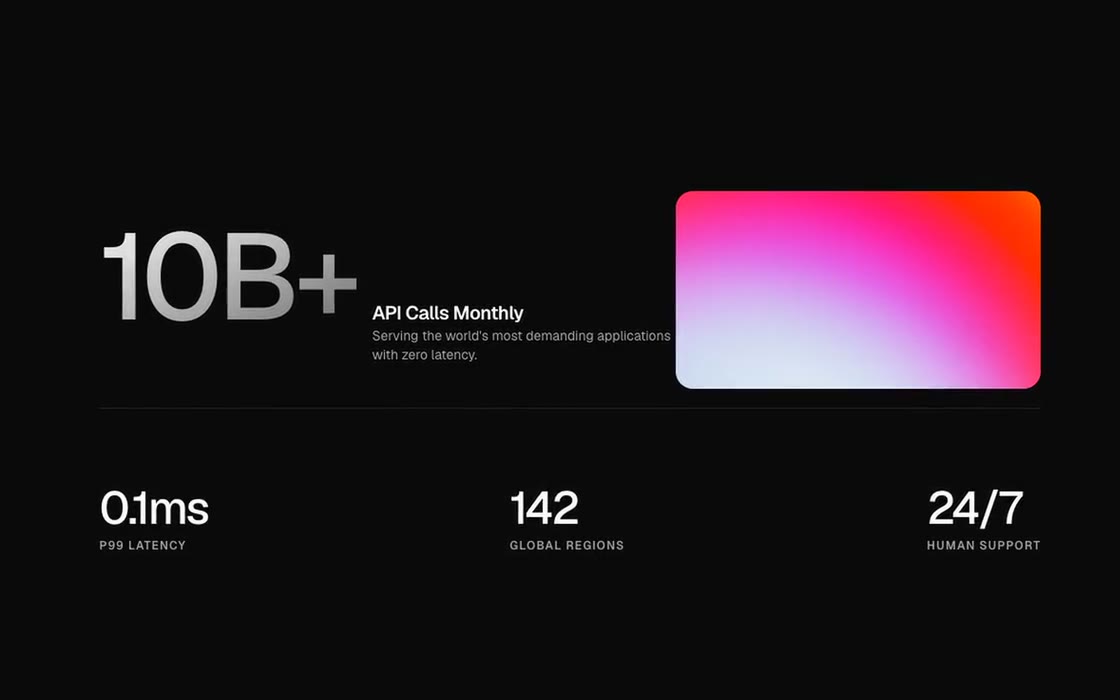 10B+
API Calls Monthly
Serving the world's most demanding applications
with zero latency.
0.1ms
P99 LATENCY
142
GLOBAL REGIONS
24/7
HUMAN SUPPORT